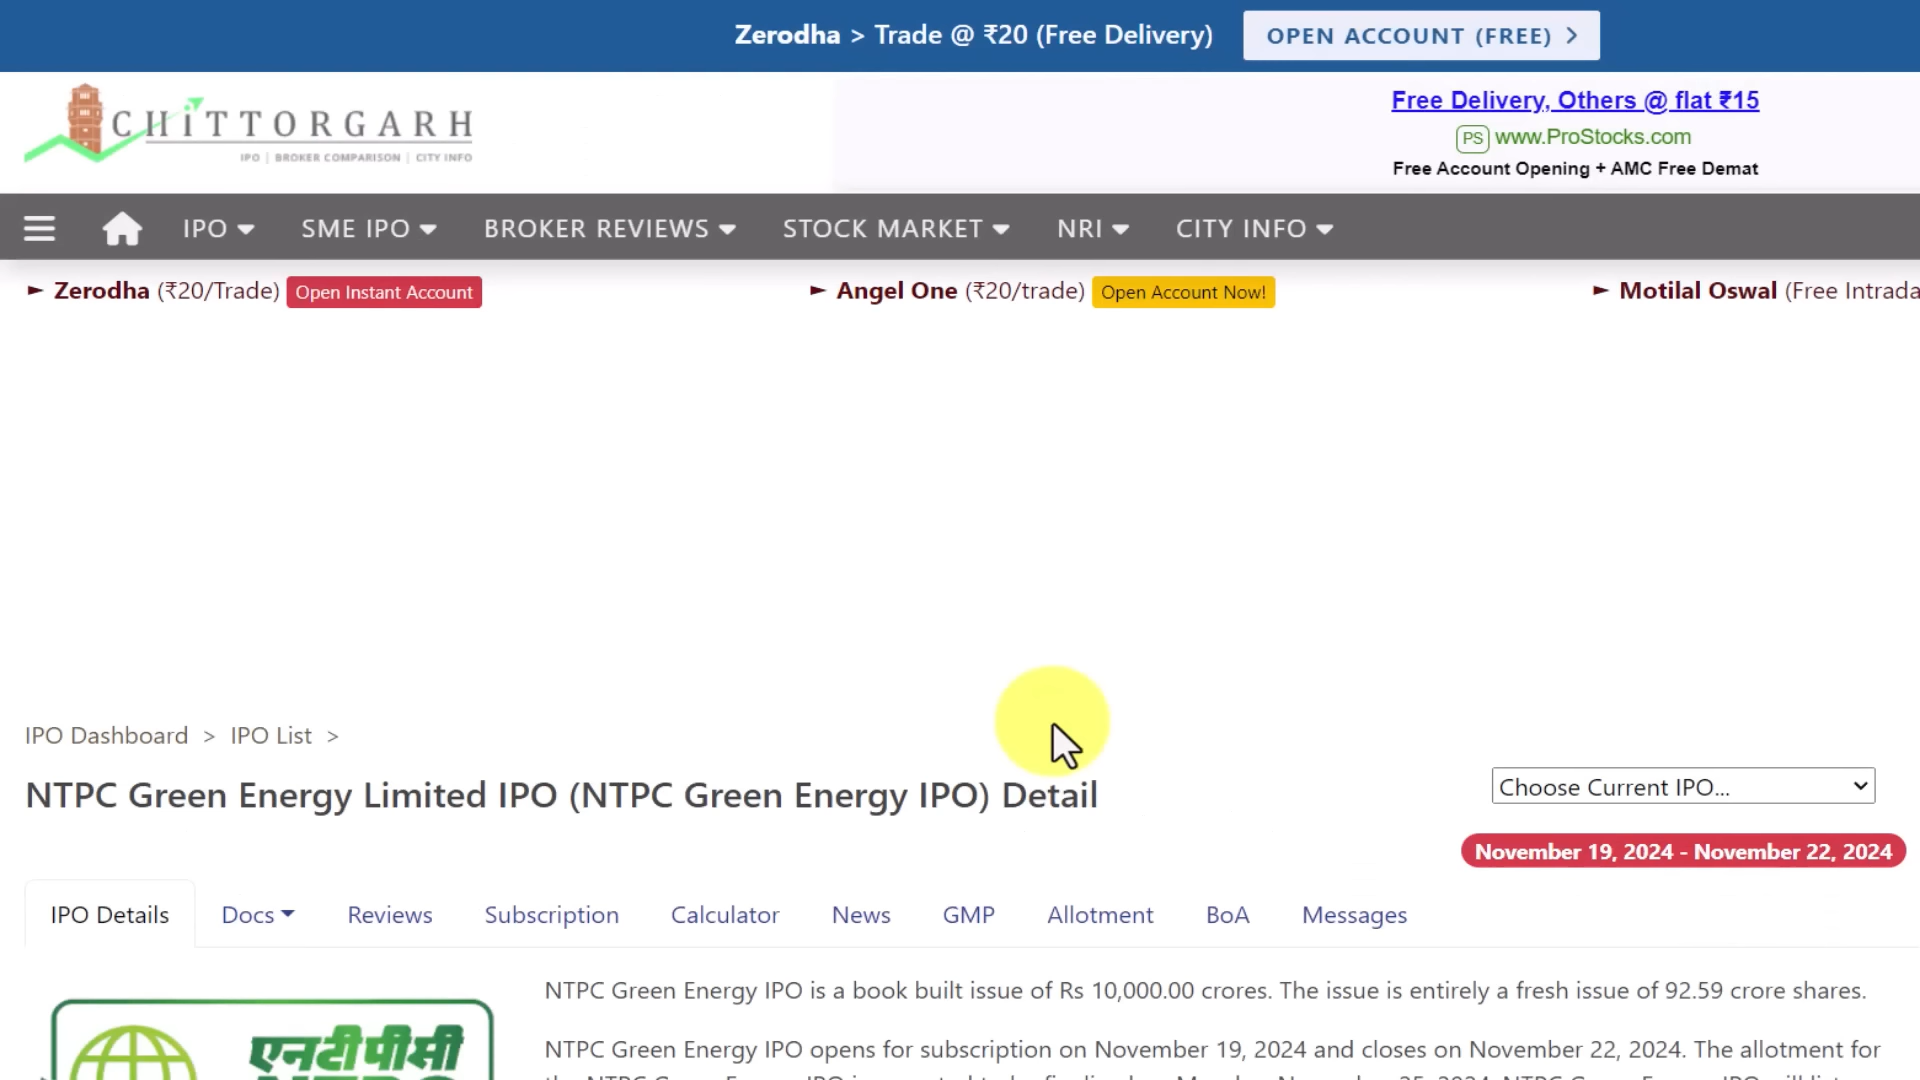 Zerodha > Trade @ ₹20 (Free Delivery) OPEN ACCOUNT (FREE) >
CHITTORGARH
IPO | BROKER COMPARISON | CITY INFO
Free Delivery, Others @ flat ₹15
PS www.ProStocks.com
Free Account Opening + AMC Free Demat
IPO SME IPO BROKER REVIEWS STOCK MARKET NRI CITY INFO
► Zerodha (₹20/Trade) Open Instant Account ► Angel One (₹20/trade) Open Account Now! ► Motilal Oswal (Free Intrada
IPO Dashboard > IPO List >
NTPC Green Energy Limited IPO (NTPC Green Energy IPO) Detail
Choose Current IPO...
November 19, 2024 - November 22, 2024
IPO Details Docs Reviews Subscription Calculator News GMP Allotment BoA Messages
NTPC Green Energy IPO is a book built issue of Rs 10,000.00 crores. The issue is entirely a fresh issue of 92.59 crore shares.
एनटीपीसी
NTPC Green Energy IPO opens for subscription on November 19, 2024 and closes on November 22, 2024. The allotment for